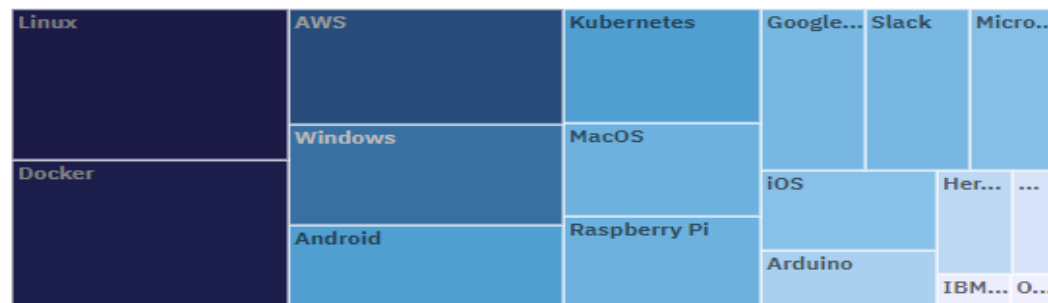 Linux
AWS
Kubernetes
Google...
Slack
Micro...
Windows
MacOS
Docker
iOS
Her...
...
Raspberry Pi
Android
Arduino
IBM...
O...